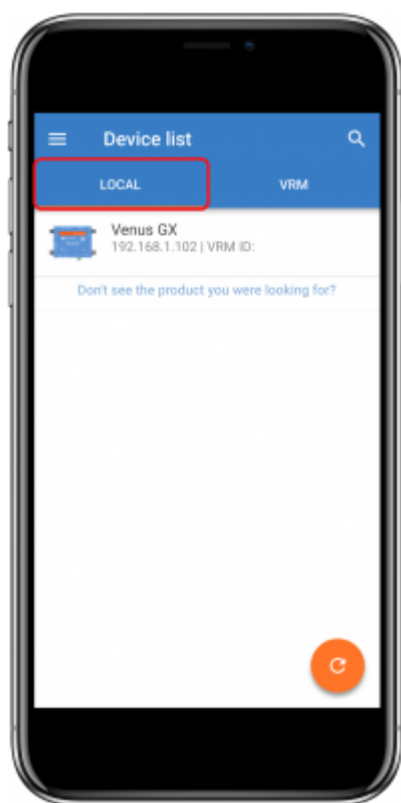 Device list
LOCAL VRM
Venus GX
192.168.1.102 | VRM ID:
Don't see the product you were looking for?